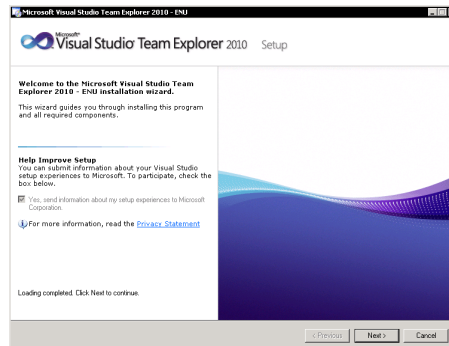 Microsoft Visual Studio Team Explorer 2010 - ENU
Microsoft®
Visual Studio® Team Explorer 2010 Setup
Welcome to the Microsoft Visual Studio Team
Explorer 2010 - ENU installation wizard.
This wizard guides you through installing this program
and all required components.
Help Improve Setup
You can submit information about your Visual Studio
setup experiences to Microsoft. To participate, check the
box below.
Yes, send information about my setup experiences to Microsoft
Corporation.
For more information, read the Privacy Statement
Loading completed. Click Next to continue.
< Previous Next > Cancel